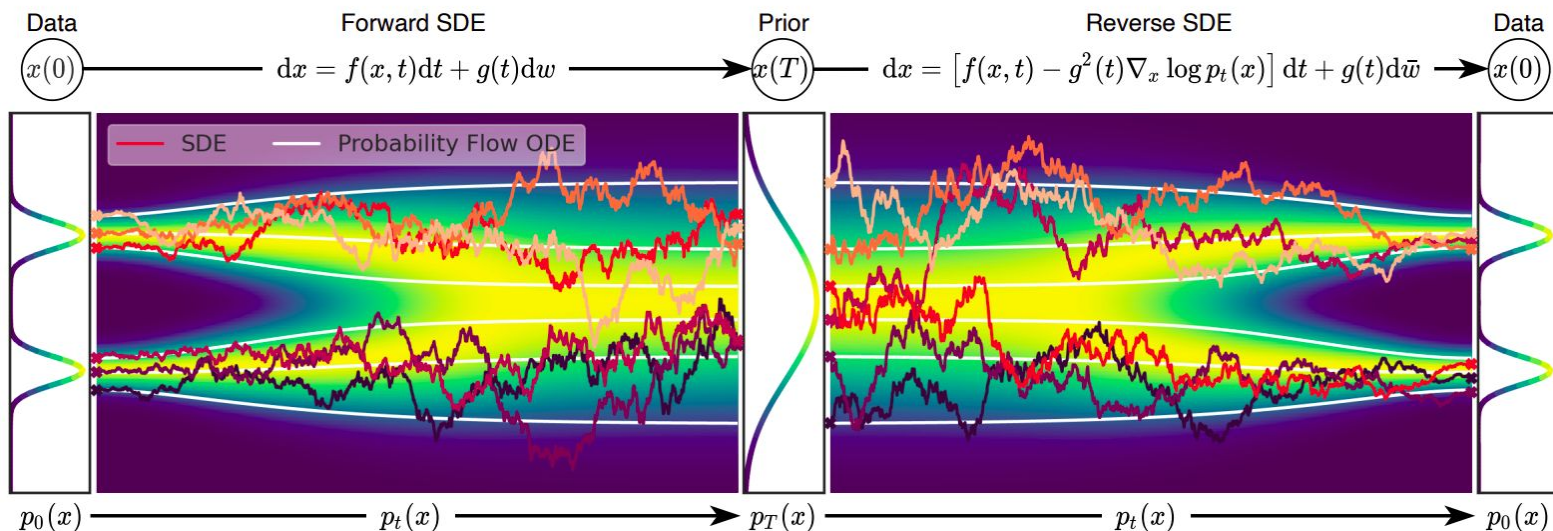 Data Forward SDE Prior Reverse SDE Data
x(0) dx = f(x, t)dt + g(t)dw x(T) dx = [f(x, t) − g²(t)∇ₓ log pₜ(x)] dt + g(t)dw̄ x(0)
SDE Probability Flow ODE
p₀(x) pₜ(x) p_T(x) pₜ(x) p₀(x)